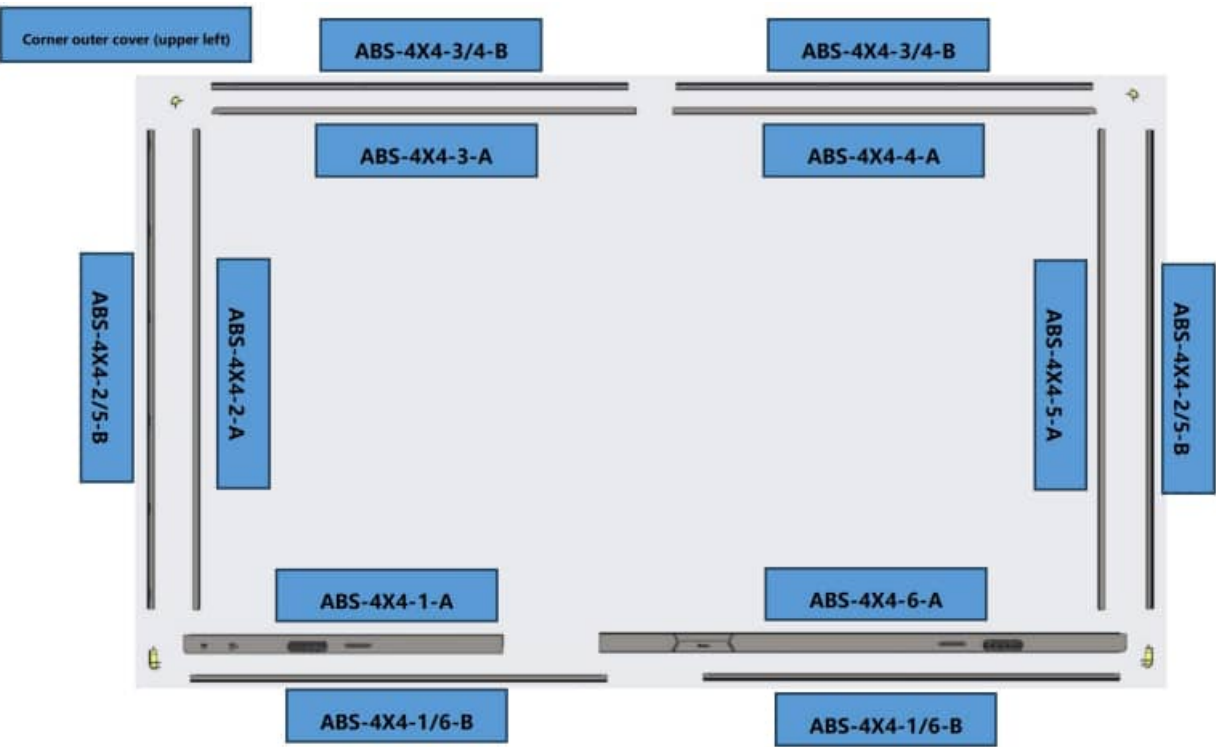 Corner outer cover (upper left)
ABS-4X4-3/4-B
ABS-4X4-3/4-B
ABS-4X4-3-A
ABS-4X4-4-A
ABS-4X4-2/5-B
ABS-4X4-2-A
ABS-4X4-5-A
ABS-4X4-2/5-B
ABS-4X4-1-A
ABS-4X4-6-A
ABS-4X4-1/6-B
ABS-4X4-1/6-B